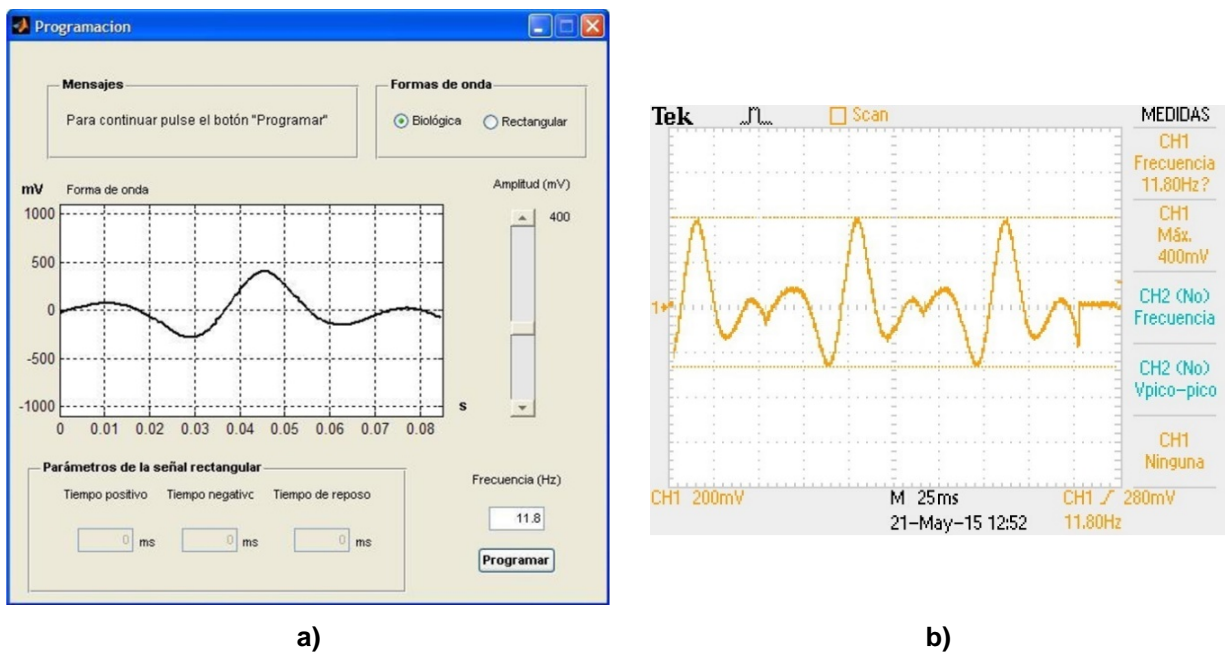 Programacion
Mensajes
Para continuar pulse el botón "Programar"
Formas de onda
Biológica
Rectangular
mV
Forma de onda
1000
500
0
-500
-1000
0 0.01 0.02 0.03 0.04 0.05 0.06 0.07 0.08
s
Amplitud (mV)
400
Parámetros de la señal rectangular
Tiempo positivo Tiempo negativc Tiempo de reposo
0 ms 0 ms 0 ms
Frecuencia (Hz)
11.8
Programar
a)
Tek
Scan
MEDIDAS
CH1
Frecuencia
11.80Hz?
CH1
Máx.
400mV
CH2 (No)
Frecuencia
CH2 (No)
Vpico-pico
CH1
Ninguna
1
CH1 200mV M 25ms CH1 280mV
21-May-15 12:52 11.80Hz
b)